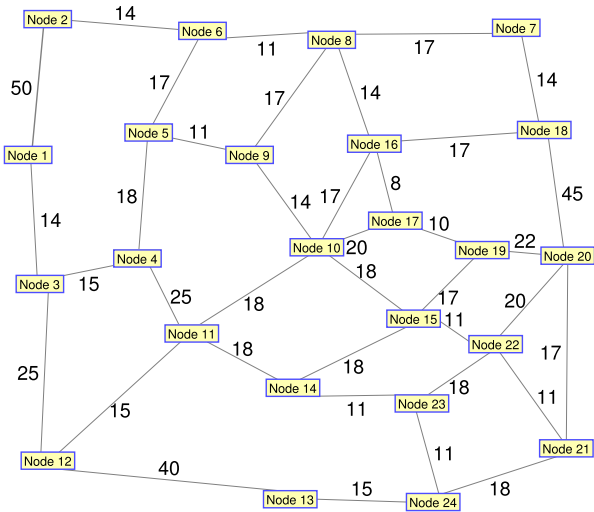 Node 2
14
Node 6
Node 8
Node 7
11
17
50
17
17
14
14
Node 5
11
Node 9
Node 16
Node 18
17
Node 1
8
18
14
17
45
14
Node 17
10
Node 10
20
Node 19
22
Node 20
Node 4
Node 3
15
18
25
18
17
20
Node 15
11
Node 11
Node 22
18
17
18
25
Node 14
18
11
11
Node 23
15
11
Node 12
40
Node 21
15
18
Node 13
Node 24